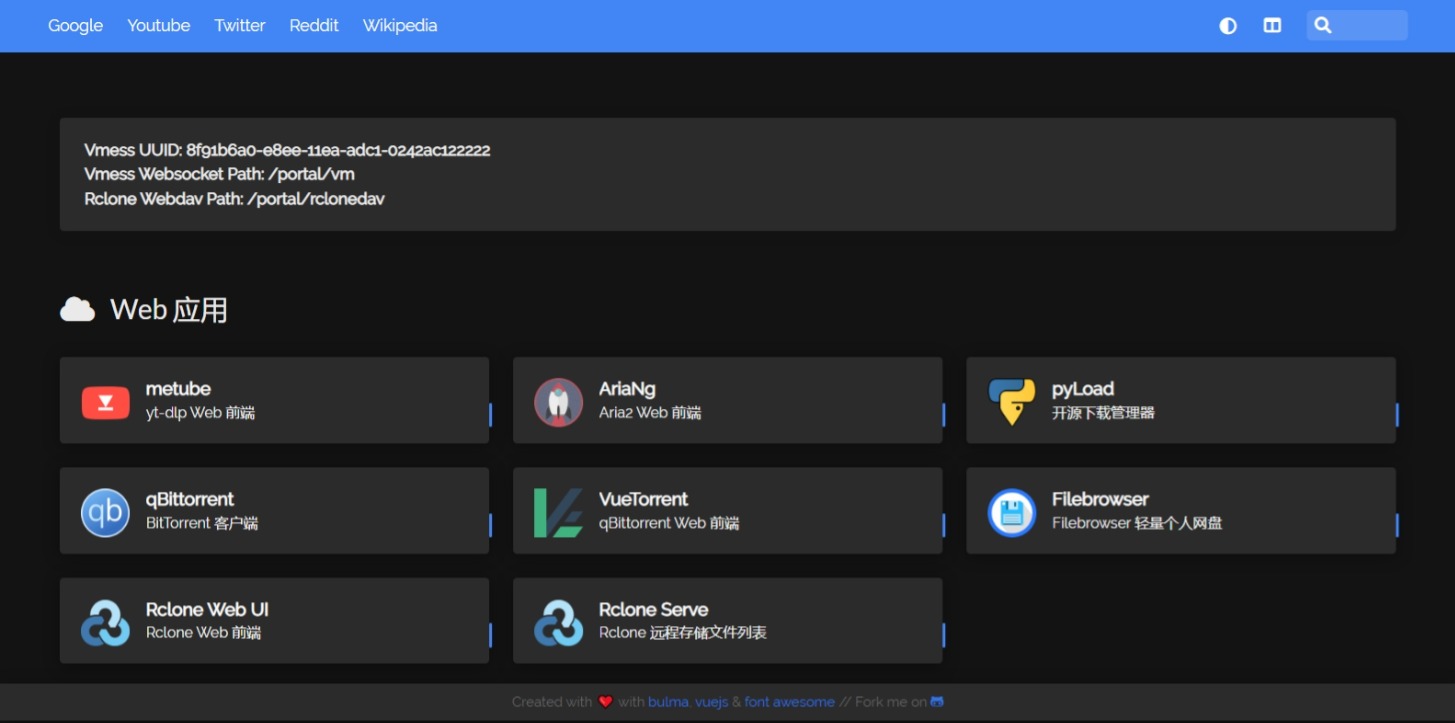 Google Youtube Twitter Reddit Wikipedia
Vmess UUID: 8f91b6a0-e8ee-11ea-adc1-0242ac122222
Vmess Websocket Path: /portal/vm
Rclone Webdav Path: /portal/rclonedav
Web 应用
metube
yt-dlp Web 前端
AriaNg
Aria2 Web 前端
pyLoad
开源下载管理器
qb
qBittorrent
BitTorrent 客户端
VueTorrent
qBittorrent Web 前端
Filebrowser
Filebrowser 轻量个人网盘
Rclone Web UI
Rclone Web 前端
Rclone Serve
Rclone 远程存储文件列表
Created with ❤️ with bulma, vuejs & font awesome // Fork me on